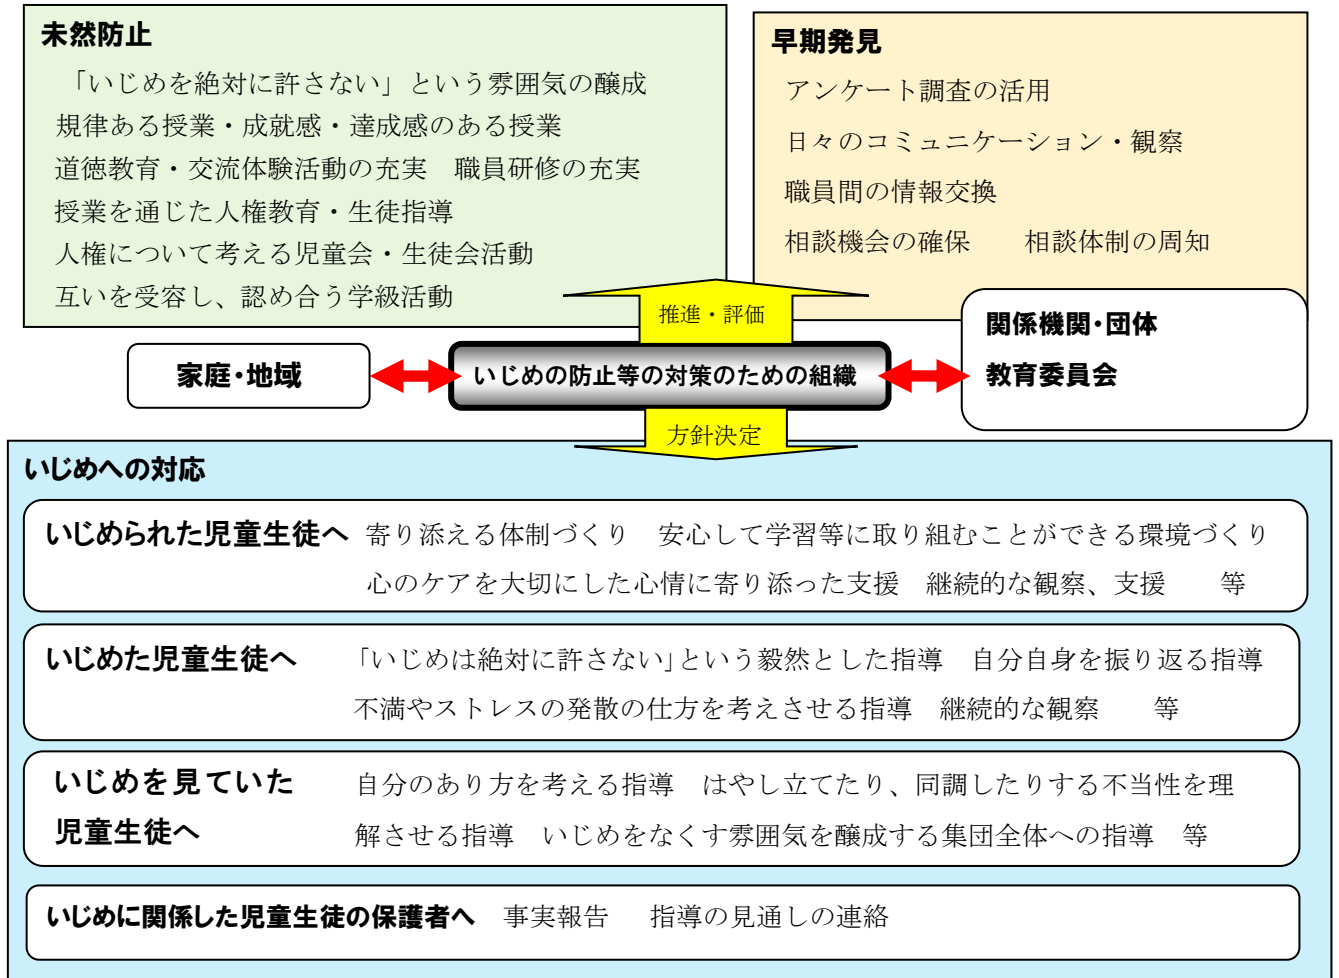 未然防止
「いじめを絶対に許さない」という雰囲気の醸成
規律ある授業・成就感・達成感のある授業
道徳教育・交流体験活動の充実　職員研修の充実
授業を通じた人権教育・生徒指導
人権について考える児童会・生徒会活動
互いを受容し、認め合う学級活動
早期発見
アンケート調査の活用
日々のコミュニケーション・観察
職員間の情報交換
相談機会の確保　　相談体制の周知
推進・評価
家庭・地域
いじめの防止等の対策のための組織
関係機関・団体
教育委員会
方針決定
いじめへの対応
いじめられた児童生徒へ　寄り添える体制づくり　安心して学習等に取り組むことができる環境づくり
心のケアを大切にした心情に寄り添った支援　継続的な観察、支援　　等
いじめた児童生徒へ　「いじめは絶対に許さない」という毅然とした指導　自分自身を振り返る指導
不満やストレスの発散の仕方を考えさせる指導　継続的な観察　　等
いじめを見ていた　自分のあり方を考える指導　はやし立てたり、同調したりする不当性を理
児童生徒へ　解させる指導　いじめをなくす雰囲気を醸成する集団全体への指導　等
いじめに関係した児童生徒の保護者へ　事実報告　指導の見通しの連絡